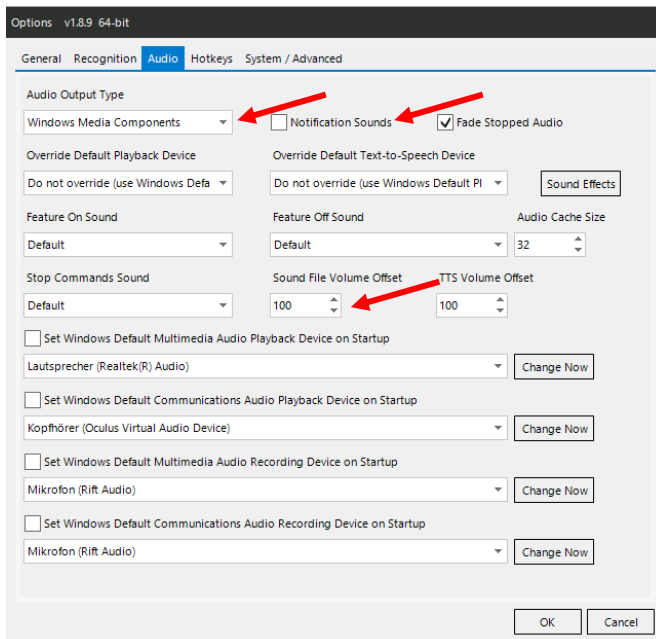 Options v1.8.9 64-bit
General Recognition Audio Hotkeys System / Advanced
Audio Output Type
Windows Media Components Notification Sounds Fade Stopped Audio
Override Default Playback Device Override Default Text-to-Speech Device
Do not override (use Windows Defa Do not override (use Windows Default Pl Sound Effects
Feature On Sound Feature Off Sound Audio Cache Size
Default Default 32
Stop Commands Sound Sound File Volume Offset TTS Volume Offset
Default 100 100
Set Windows Default Multimedia Audio Playback Device on Startup
Lautsprecher (Realtek(R) Audio) Change Now
Set Windows Default Communications Audio Playback Device on Startup
Kopfhörer (Oculus Virtual Audio Device) Change Now
Set Windows Default Multimedia Audio Recording Device on Startup
Mikrofon (Rift Audio) Change Now
Set Windows Default Communications Audio Recording Device on Startup
Mikrofon (Rift Audio) Change Now
OK Cancel